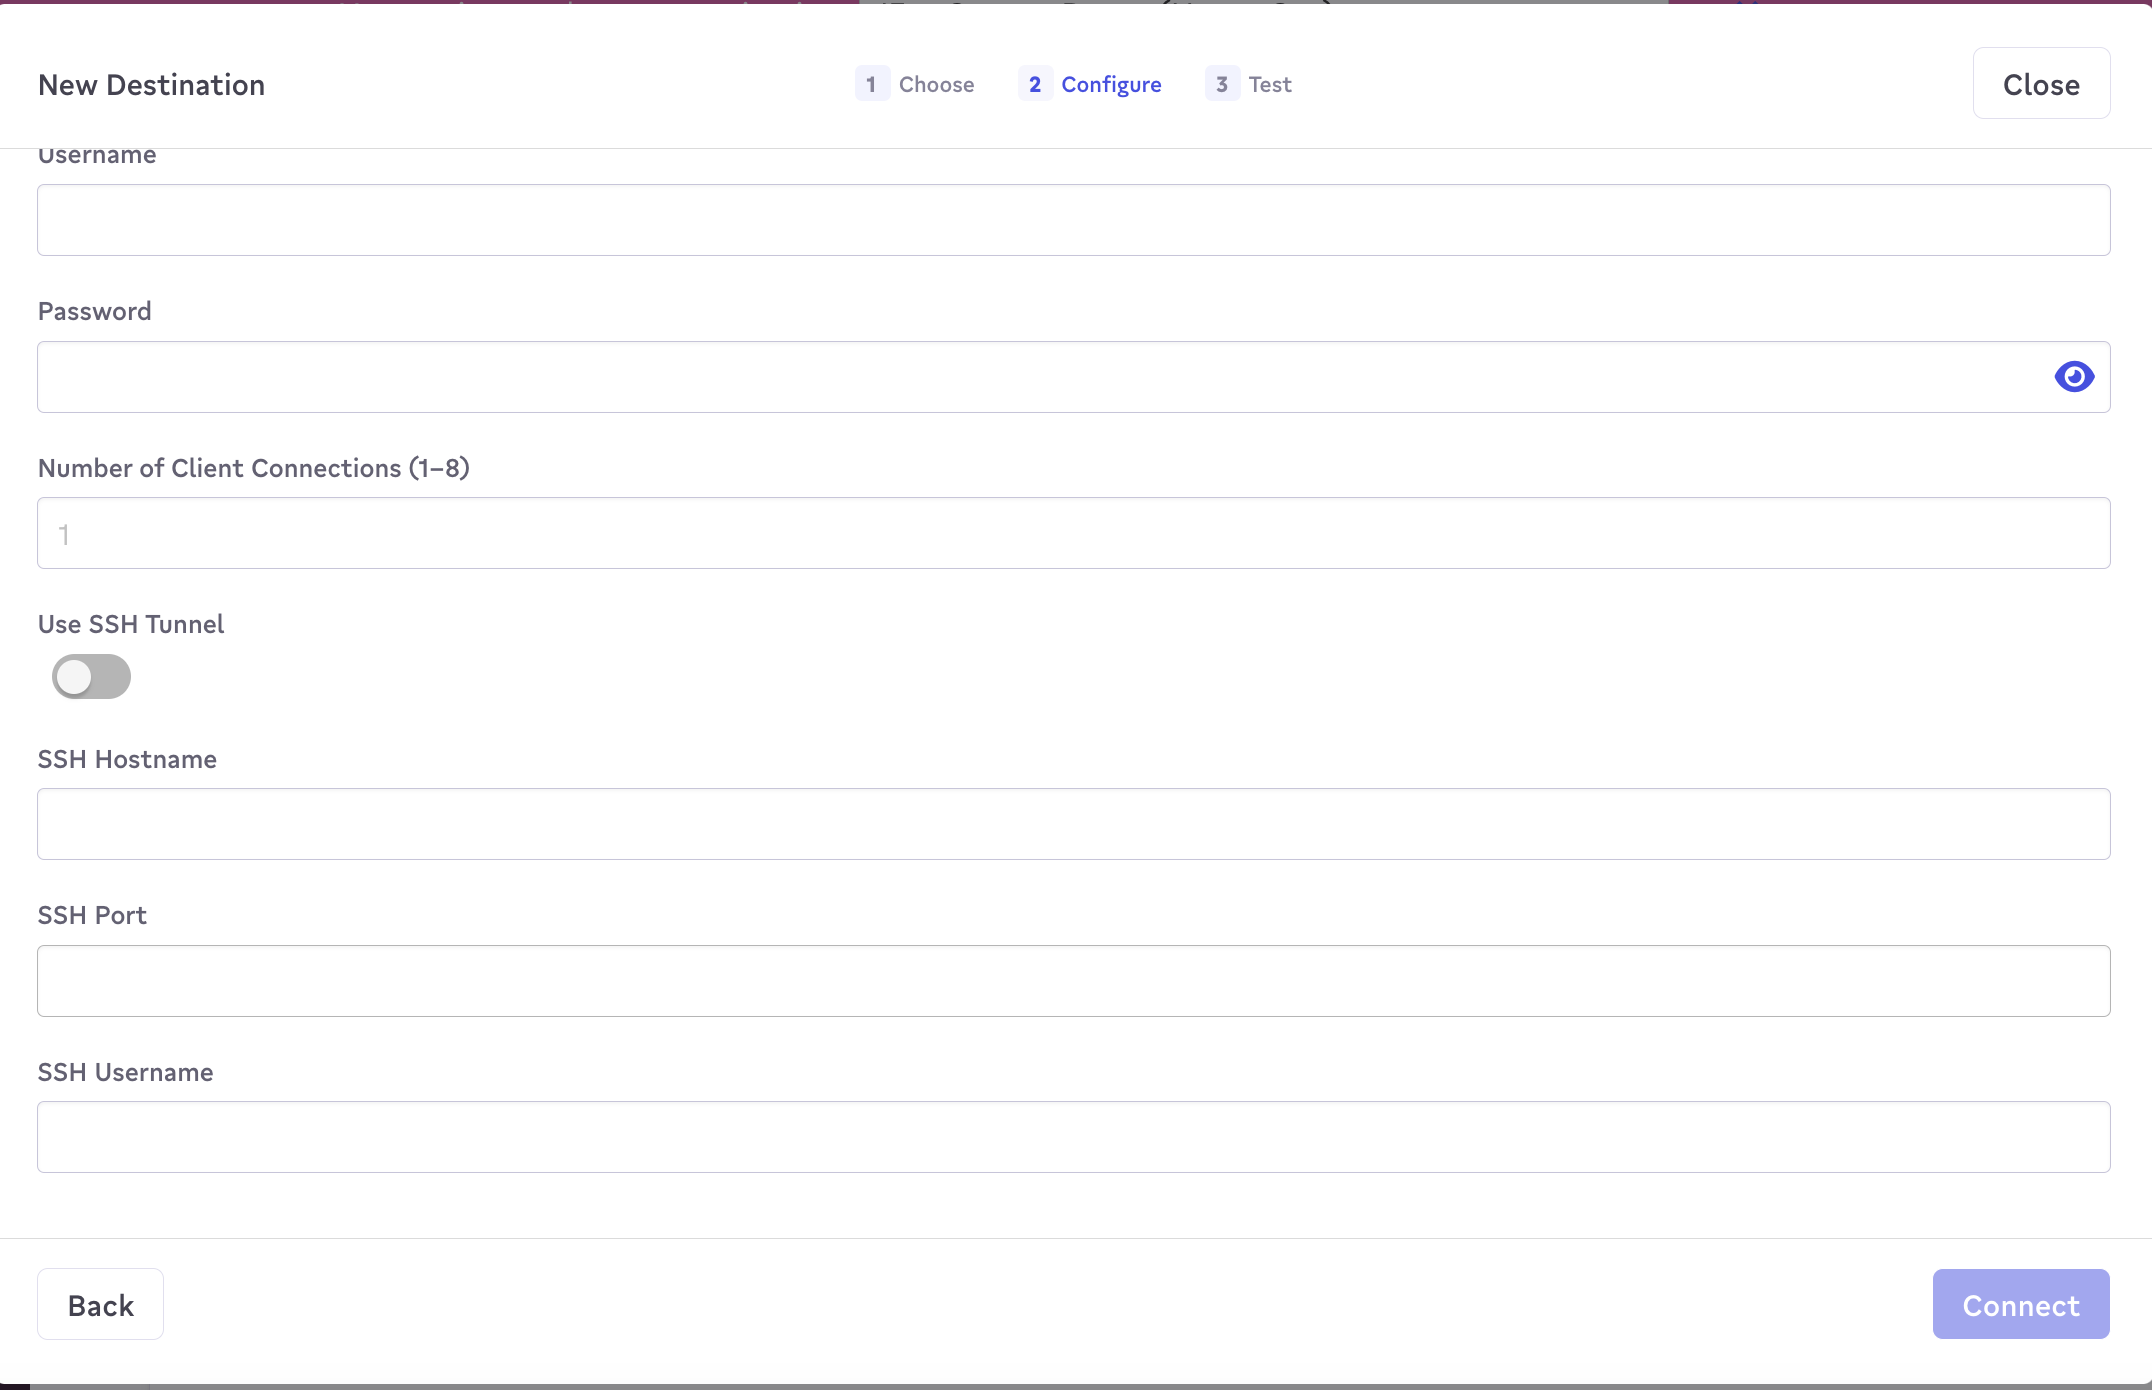 New Destination
1 Choose
2 Configure
3 Test
Close
Username
Password
Number of Client Connections (1–8)
1
Use SSH Tunnel
SSH Hostname
SSH Port
SSH Username
Back
Connect